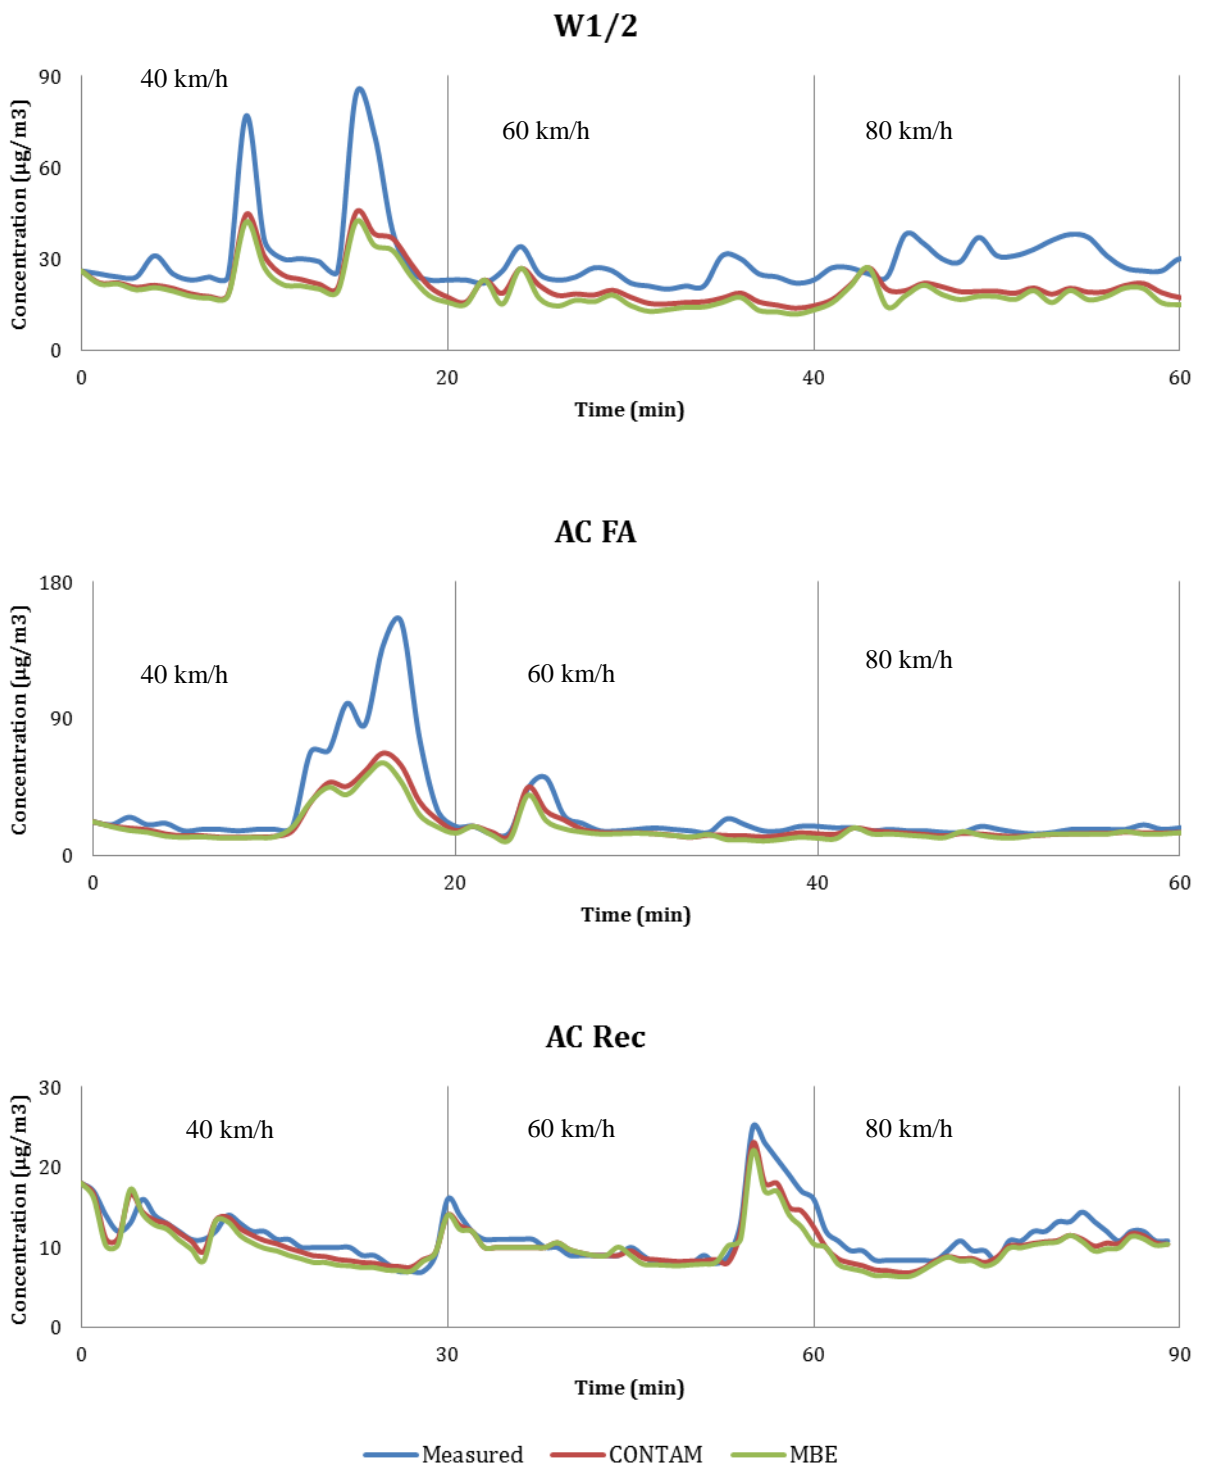 W1/2
40 km/h
60 km/h
80 km/h
Concentration (µg/m3)
90
60
30
0
0 20 40 60
Time (min)
AC FA
40 km/h
60 km/h
80 km/h
Concentration (µg/m3)
180
90
0
0 20 40 60
Time (min)
AC Rec
40 km/h
60 km/h
80 km/h
Concentration (µg/m3)
30
20
10
0
0 30 60 90
Time (min)
Measured CONTAM MBE